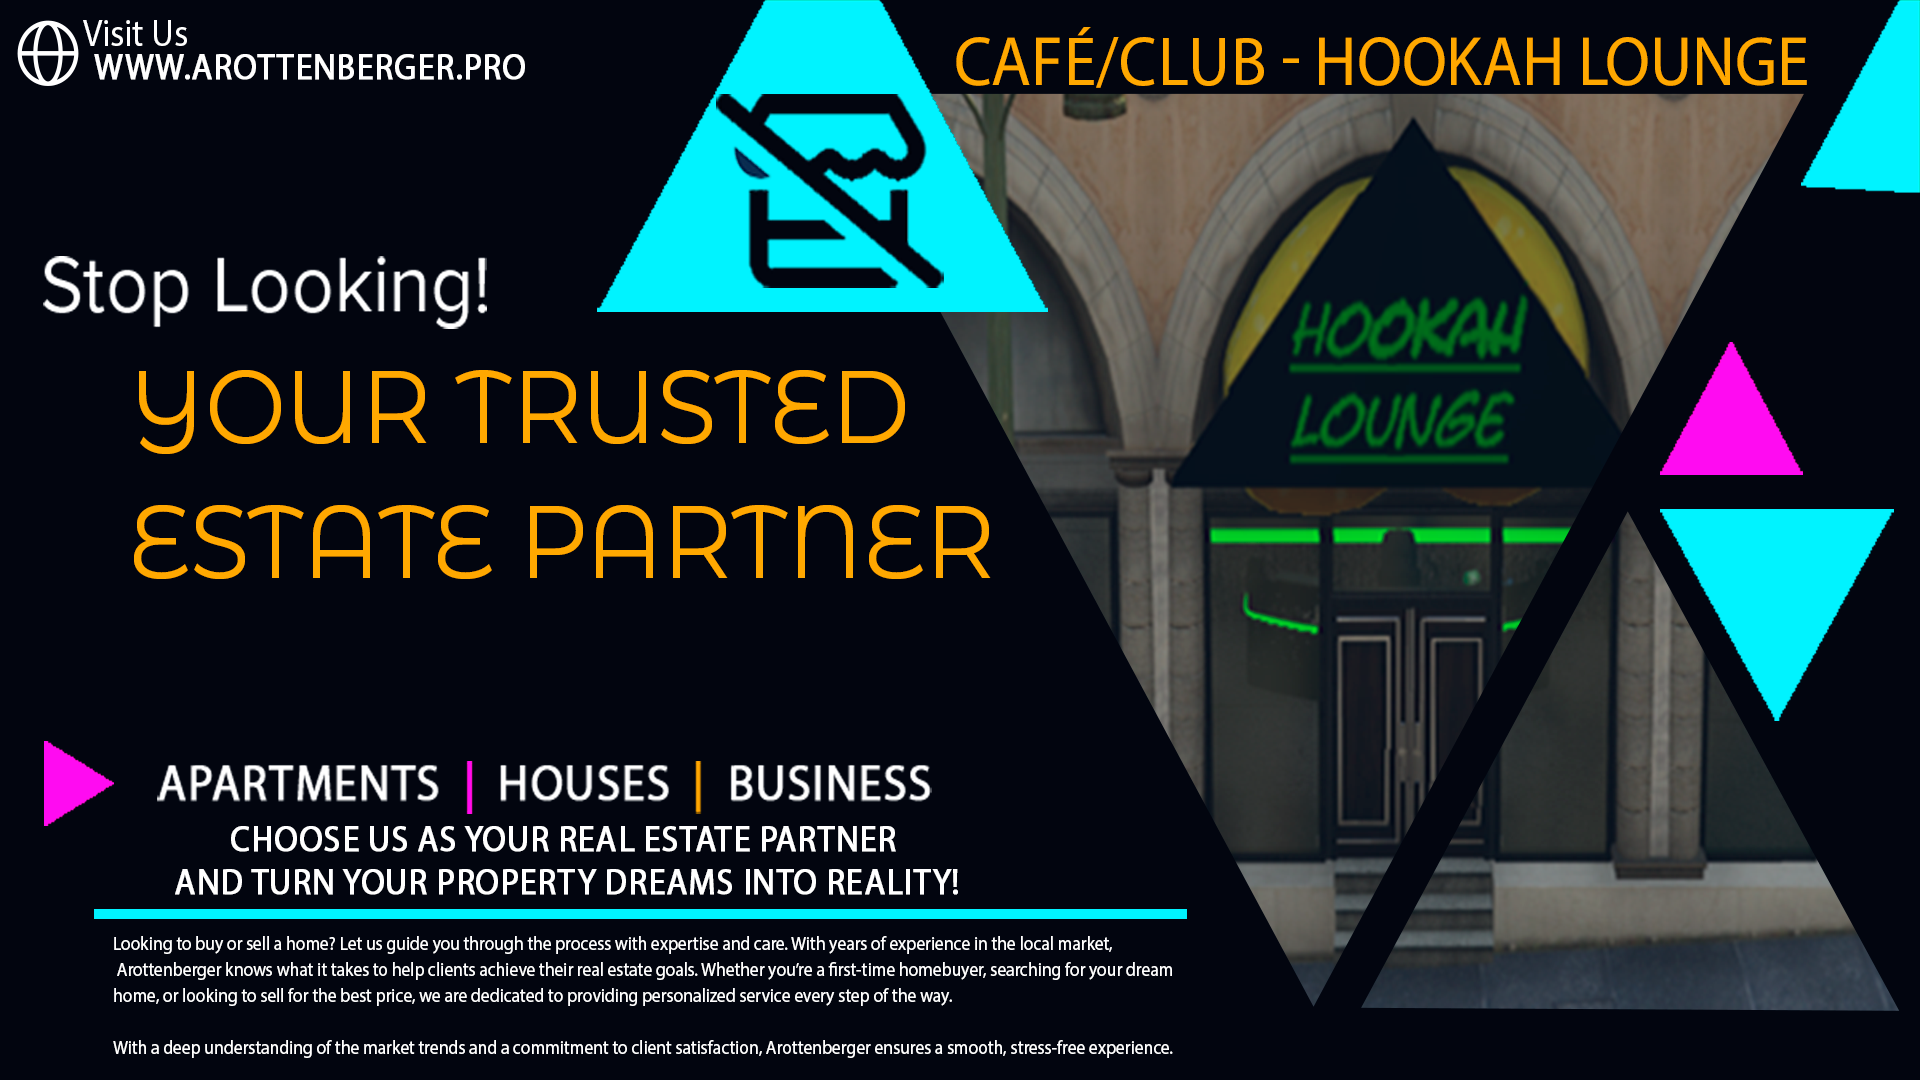 Visit Us
WWW.AROTTENBERGER.PRO
CAFÉ/CLUB - HOOKAH LOUNGE
Stop Looking!
YOUR TRUSTED
ESTATE PARTNER
HOOKAH
LOUNGE
APARTMENTS | HOUSES | BUSINESS
CHOOSE US AS YOUR REAL ESTATE PARTNER
AND TURN YOUR PROPERTY DREAMS INTO REALITY!
Looking to buy or sell a home? Let us guide you through the process with expertise and care. With years of experience in the local market,
Arottenberger knows what it takes to help clients achieve their real estate goals. Whether you're a first-time homebuyer, searching for your dream
home, or looking to sell for the best price, we are dedicated to providing personalized service every step of the way.
With a deep understanding of the market trends and a commitment to client satisfaction, Arottenberger ensures a smooth, stress-free experience.